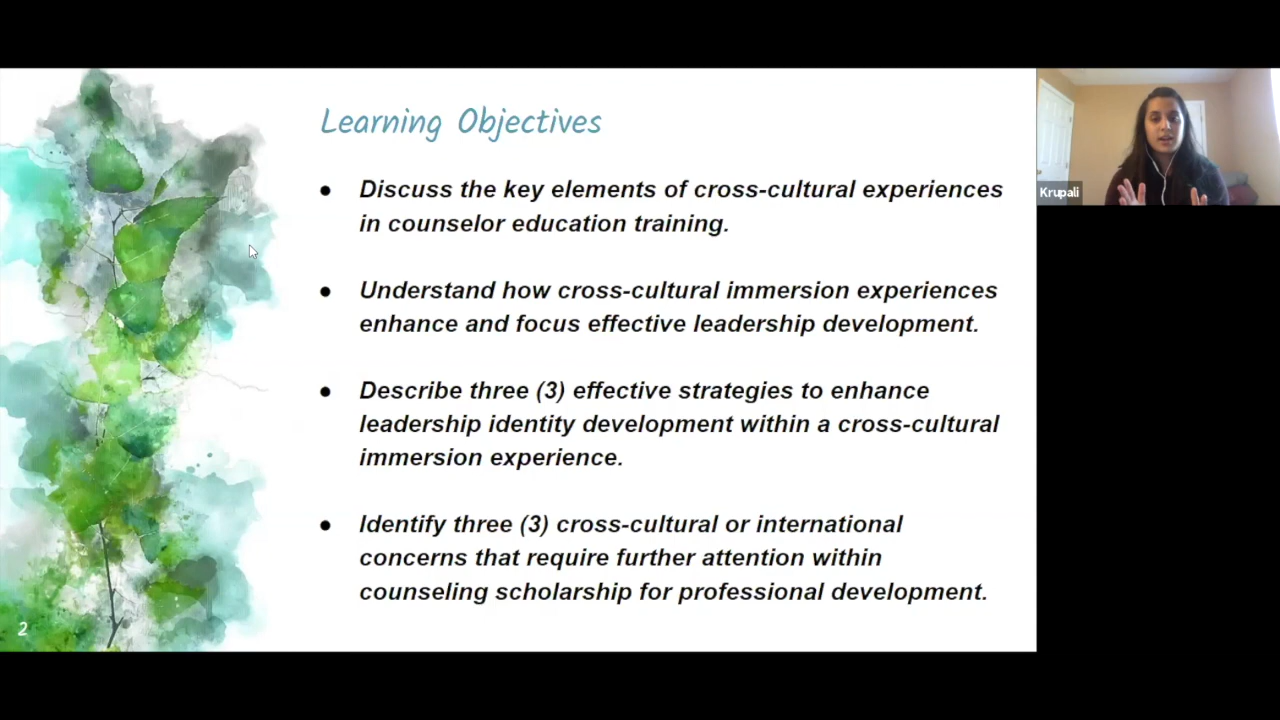 Learning Objectives
● Discuss the key elements of cross-cultural experiences
in counselor education training.
● Understand how cross-cultural immersion experiences
enhance and focus effective leadership development.
● Describe three (3) effective strategies to enhance
leadership identity development within a cross-cultural
immersion experience.
● Identify three (3) cross-cultural or international
concerns that require further attention within
counseling scholarship for professional development.
2
Krupali